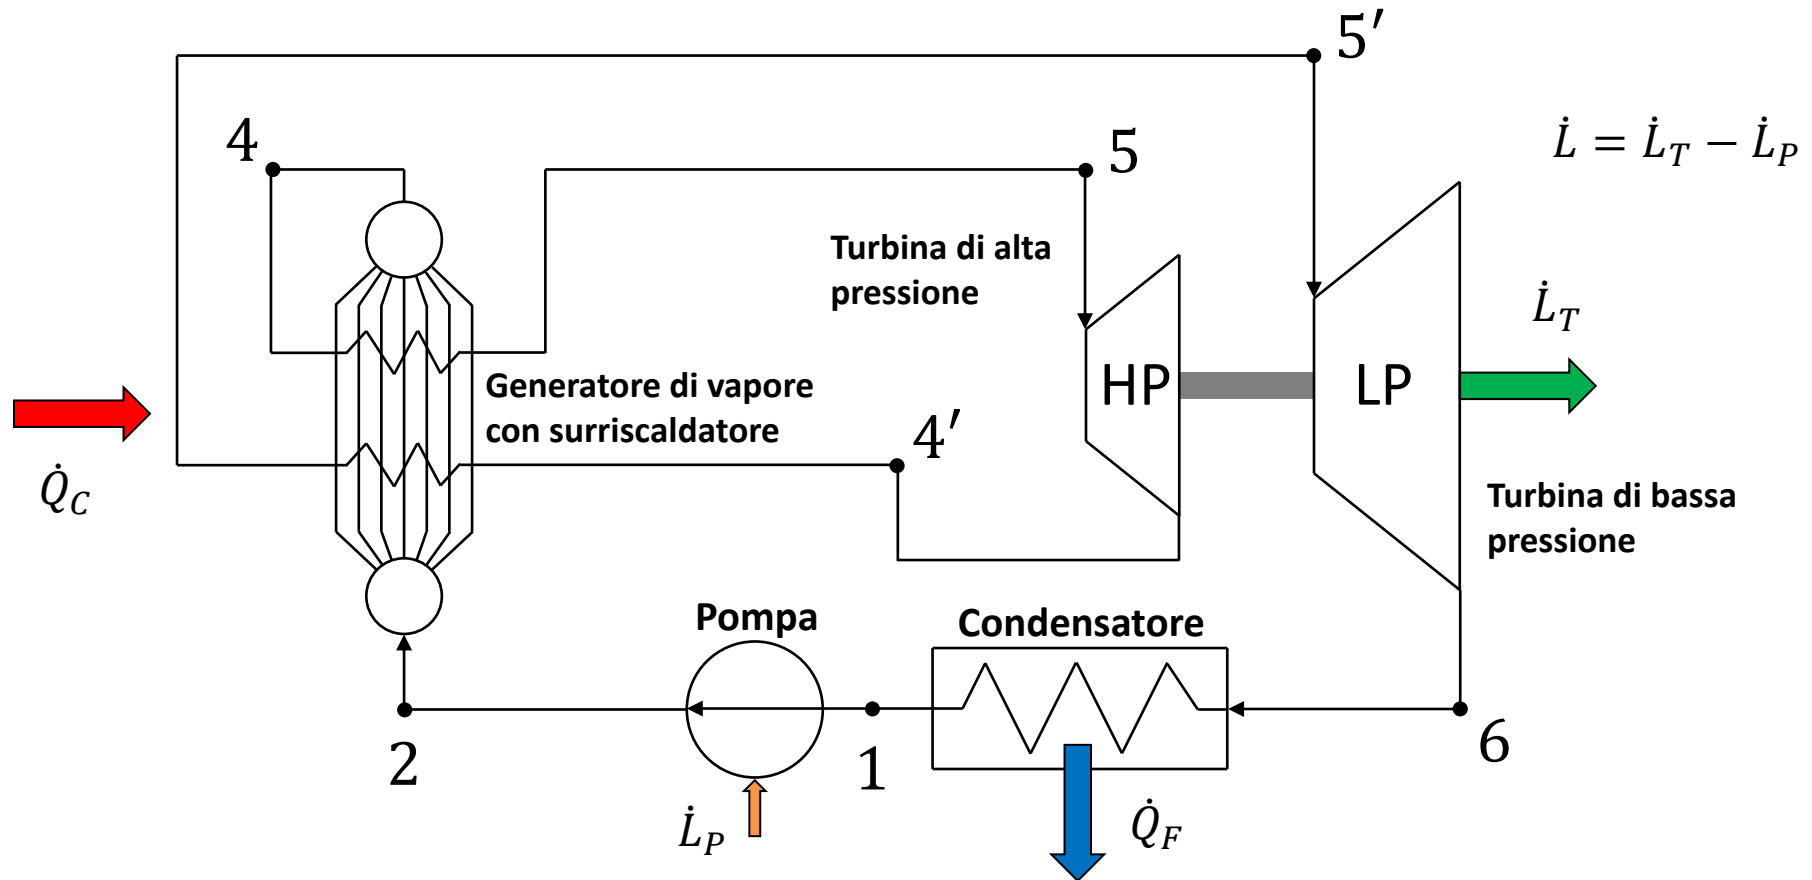 5′
4
5
L̇ = L̇_T − L̇_P
Turbina di alta
pressione
L̇_T
HP
LP
Generatore di vapore
con surriscaldatore
4′
Q̇_C
Turbina di bassa
pressione
Pompa
Condensatore
2
1
6
L̇_P
Q̇_F